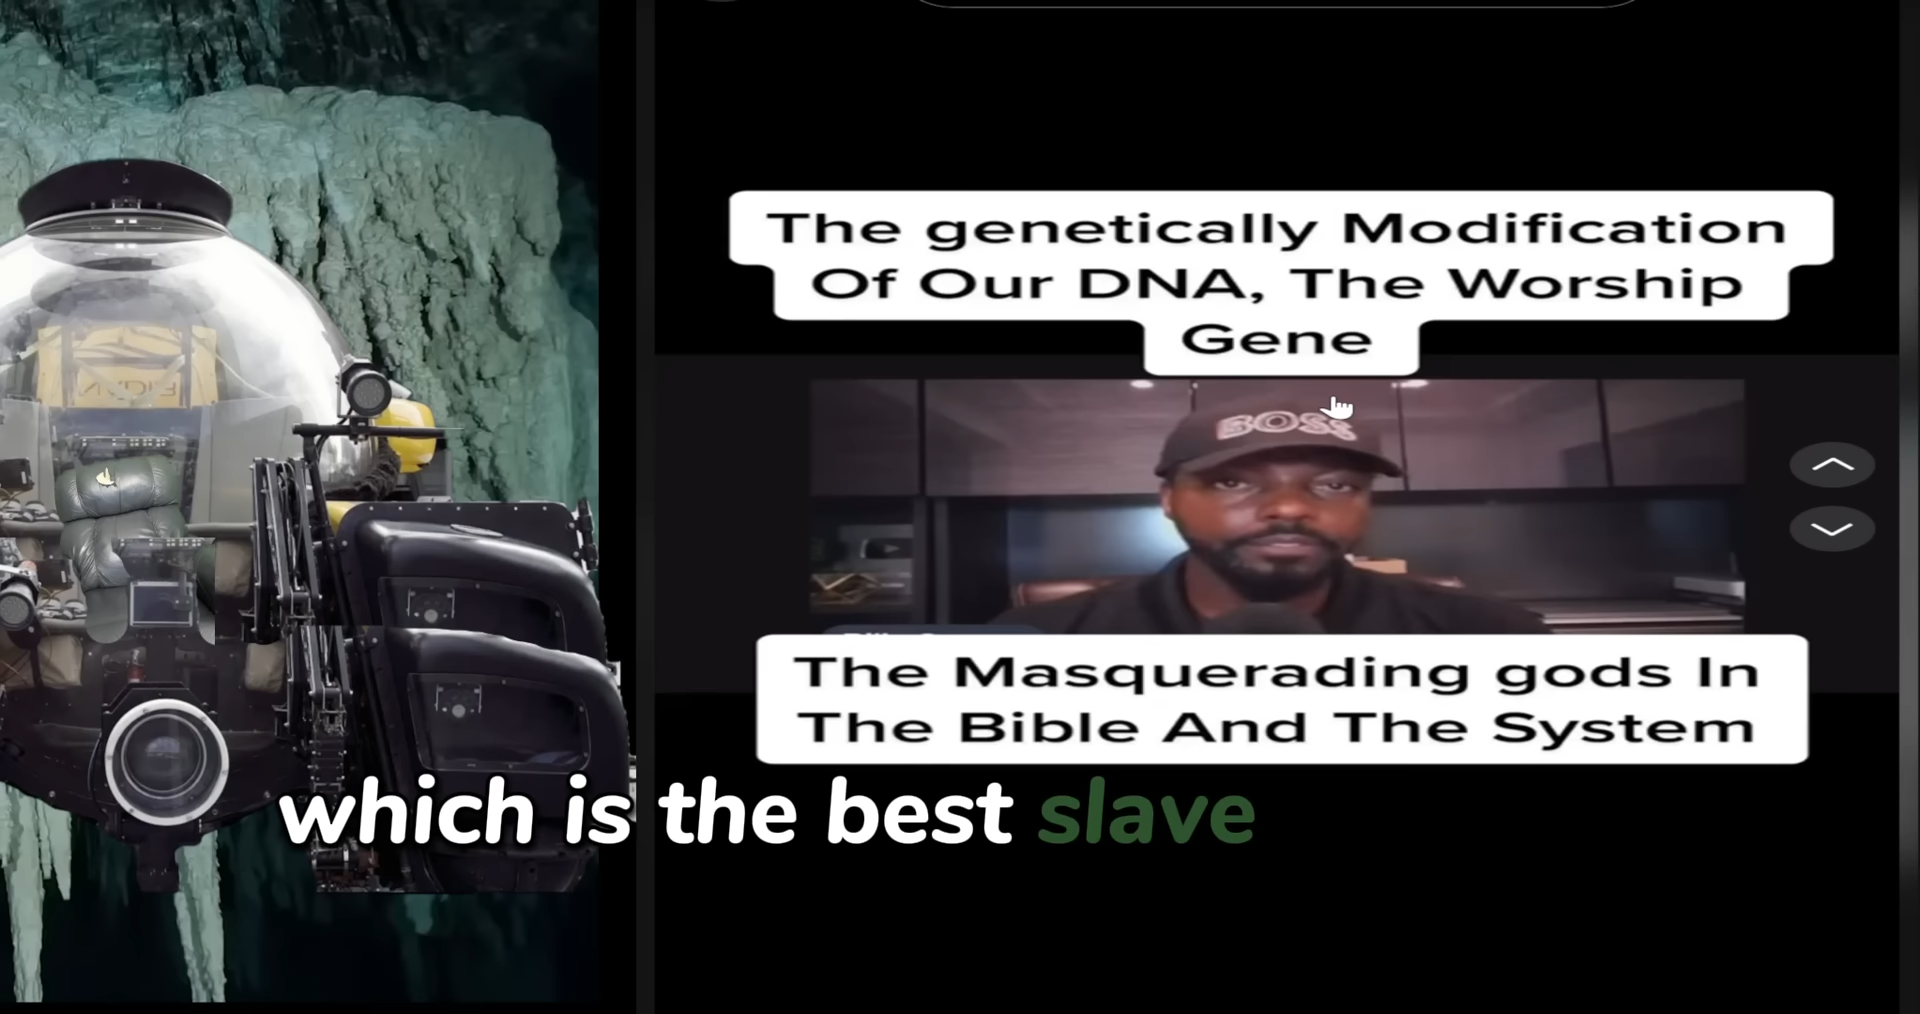 The genetically Modification
Of Our DNA, The Worship
Gene
BOSS
The Masquerading gods In
The Bible And The System
which is the best slave